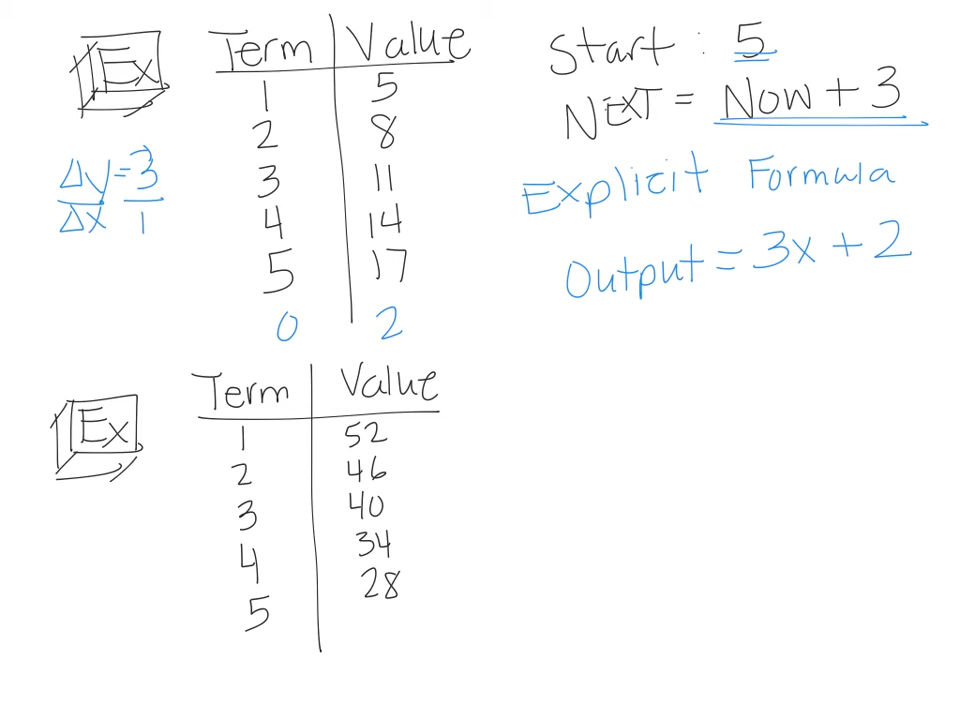 Ex
Term Value
1 5
2 8
3 11
4 14
5 17
0 2
Δy = 3
Δx 1
Start : 5
NEXT = Now + 3
Explicit Formula
Output = 3x + 2
Ex
Term Value
1 52
2 46
3 40
4 34
5 28